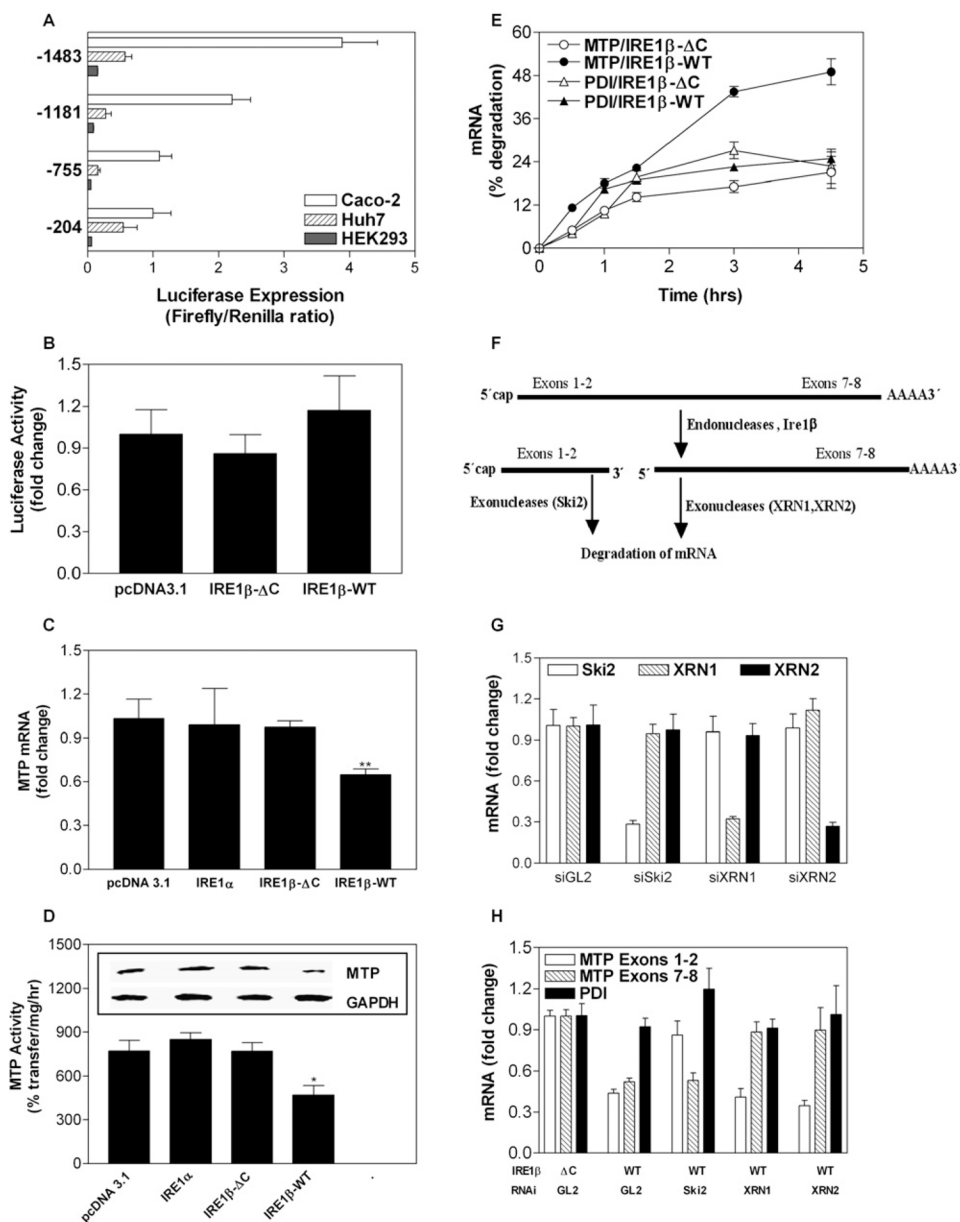 A
-1483
-1181
-755
-204
Caco-2
Huh7
HEK293
0 1 2 3 4 5
Luciferase Expression
(Firefly/Renilla ratio)
B
Luciferase Activity
(fold change)
1.5
1.2
0.9
0.6
0.3
0.0
pcDNA3.1 IRE1β-ΔC IRE1β-WT
C
MTP mRNA
(fold change)
1.5
1.2
0.9
0.6
0.3
0.0
**
pcDNA 3.1 IRE1α IRE1β-ΔC IRE1β-WT
D
MTP Activity
(% transfer/mg/hr)
1500
1200
900
600
300
0
MTP
GAPDH
*
pcDNA 3.1 IRE1α IRE1β-ΔC IRE1β-WT .
E
mRNA
(% degradation)
60
48
36
24
12
0
MTP/IRE1β-ΔC
MTP/IRE1β-WT
PDI/IRE1β-ΔC
PDI/IRE1β-WT
0 1 2 3 4 5
Time (hrs)
F
Exons 1-2 Exons 7-8
5´cap AAAA3´
Endonucleases , Ire1β
Exons 1-2 Exons 7-8
5´cap 3´ 5´ AAAA3´
Exonucleases (Ski2) Exonucleases (XRN1,XRN2)
Degradation of mRNA
G
mRNA (fold change)
1.5
1.2
0.9
0.6
0.3
0.0
Ski2 XRN1 XRN2
siGL2 siSki2 siXRN1 siXRN2
H
mRNA (fold change)
1.5
1.2
0.9
0.6
0.3
0.0
MTP Exons 1-2
MTP Exons 7-8
PDI
IRE1β ΔC WT WT WT WT
RNAi GL2 GL2 Ski2 XRN1 XRN2